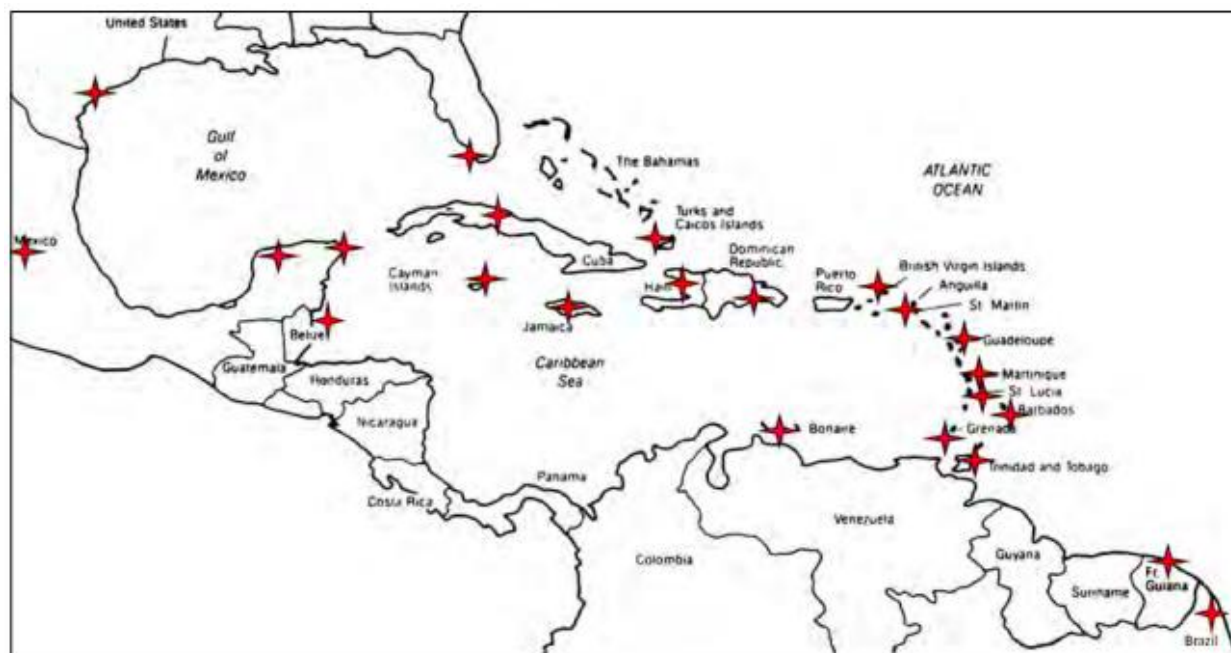 United States
Gulf
of
Mexico
The Bahamas
ATLANTIC
OCEAN
Mexico
Turks and
Caicos Islands
Cuba
Dominican
Republic
Cayman
Islands
Haiti
Puerto
Rico
British Virgin Islands
Anguilla
St Martin
Jamaica
Belize
Guadeloupe
Guatemala
Honduras
Caribbean
Sea
Martinique
St Lucia
Barbados
Nicaragua
Bonaire
Grenada
Trinidad and Tobago
Panama
Costa Rica
Venezuela
Colombia
Guyana
Suriname
Fr.
Guiana
Brazil